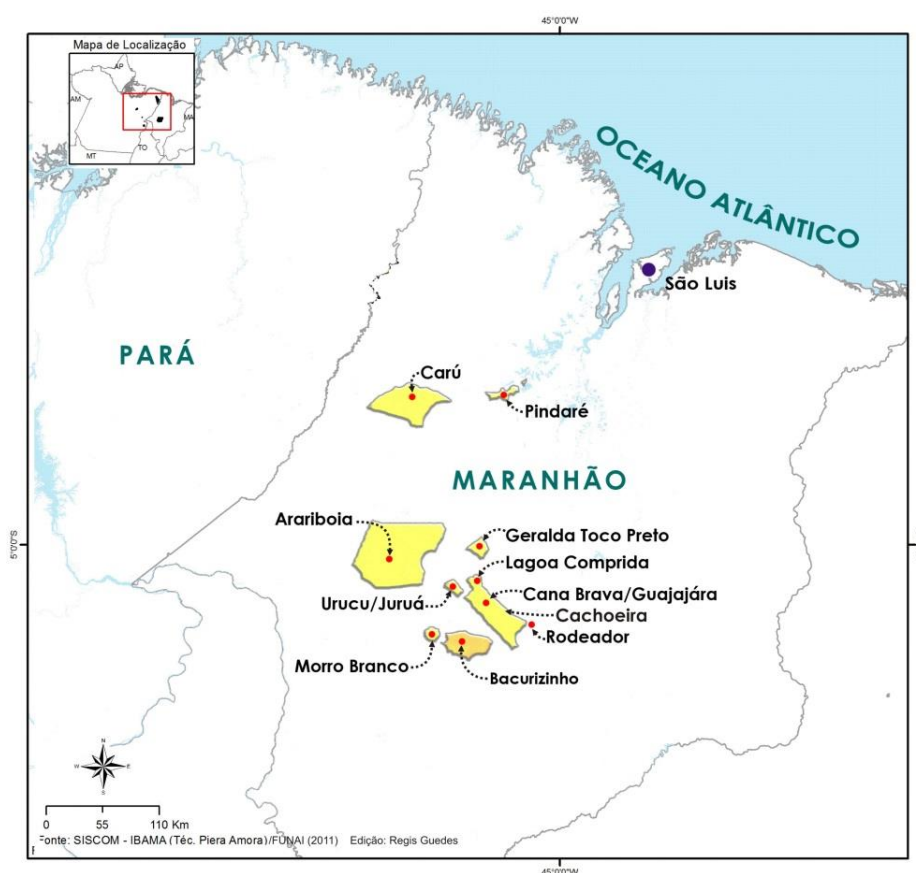 45°0'0"W
Mapa de Localização
AP
AM
MA
TO
MT
OCEANO ATLÂNTICO
São Luis
PARÁ
Carú
Pindaré
MARANHÃO
Arariboia
Geralda Toco Preto
Lagoa Comprida
Urucu/Juruá
Cana Brava/Guajajára
Cachoeira
Rodeador
Morro Branco
Bacurizinho
5°0'0"S
N
W E
S
0 55 110 Km
Fonte: SISCOM - IBAMA (Téc. Piera Amora)/FUNAI (2011) Edição: Regis Guedes
45°0'0"W